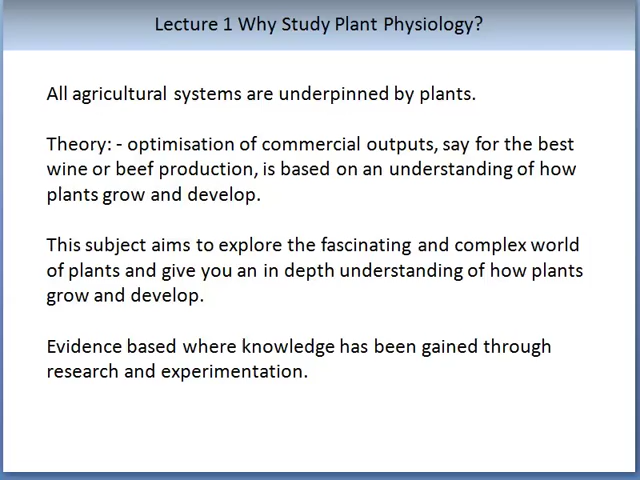 Lecture 1 Why Study Plant Physiology?
All agricultural systems are underpinned by plants.
Theory: - optimisation of commercial outputs, say for the best
wine or beef production, is based on an understanding of how
plants grow and develop.
This subject aims to explore the fascinating and complex world
of plants and give you an in depth understanding of how plants
grow and develop.
Evidence based where knowledge has been gained through
research and experimentation.